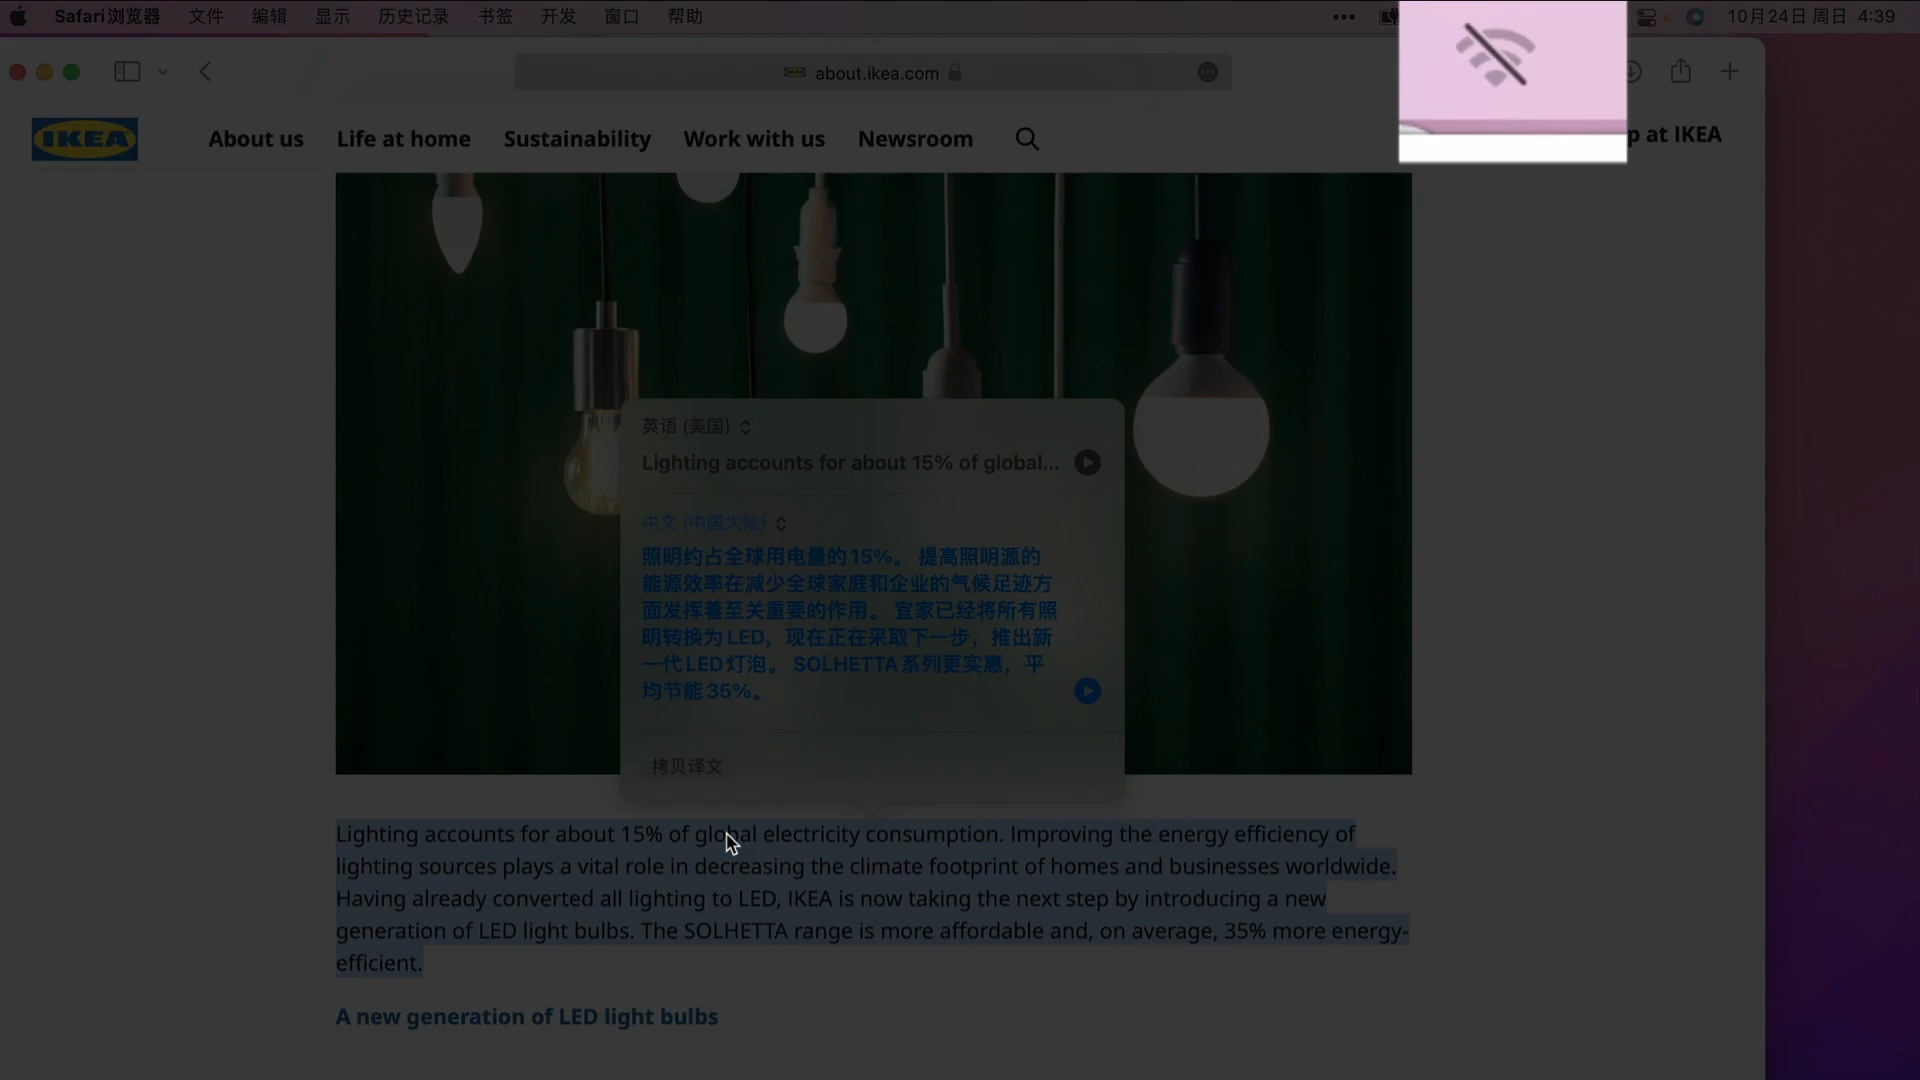 Safari浏览器 文件 编辑 显示 历史记录 书签 开发 窗口 帮助 10月24日 周日 4:39
about.ikea.com
IKEA About us Life at home Sustainability Work with us Newsroom p at IKEA
英语 (美国)
Lighting accounts for about 15% of global...
中文 (中国大陆)
照明约占全球用电量的15%。 提高照明源的
能源效率在减少全球家庭和企业的气候足迹方
面发挥着至关重要的作用。 宜家已经将所有照
明转换为LED，现在正在采取下一步，推出新
一代LED灯泡。 SOLHETTA系列更实惠，平
均节能35%。
拷贝译文
Lighting accounts for about 15% of global electricity consumption. Improving the energy efficiency of
lighting sources plays a vital role in decreasing the climate footprint of homes and businesses worldwide.
Having already converted all lighting to LED, IKEA is now taking the next step by introducing a new
generation of LED light bulbs. The SOLHETTA range is more affordable and, on average, 35% more energy-
efficient.
A new generation of LED light bulbs